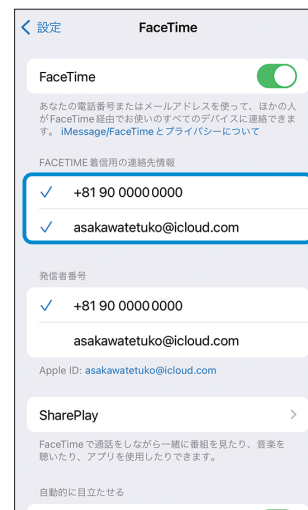 設定
FaceTime
FaceTime
あなたの電話番号またはメールアドレスを使って、ほかの人
がFaceTime経由でお使いのすべてのデバイスに連絡できま
す。 iMessage/FaceTimeとプライバシーについて
FACETIME着信用の連絡先情報
+81 90 0000 0000
asakawatetuko@icloud.com
発信者番号
+81 90 0000 0000
asakawatetuko@icloud.com
Apple ID: asakawatetuko@icloud.com
SharePlay
FaceTimeで通話をしながら一緒に番組を見たり、音楽を
聴いたり、アプリを使用したりできます。
自動的に目立たせる